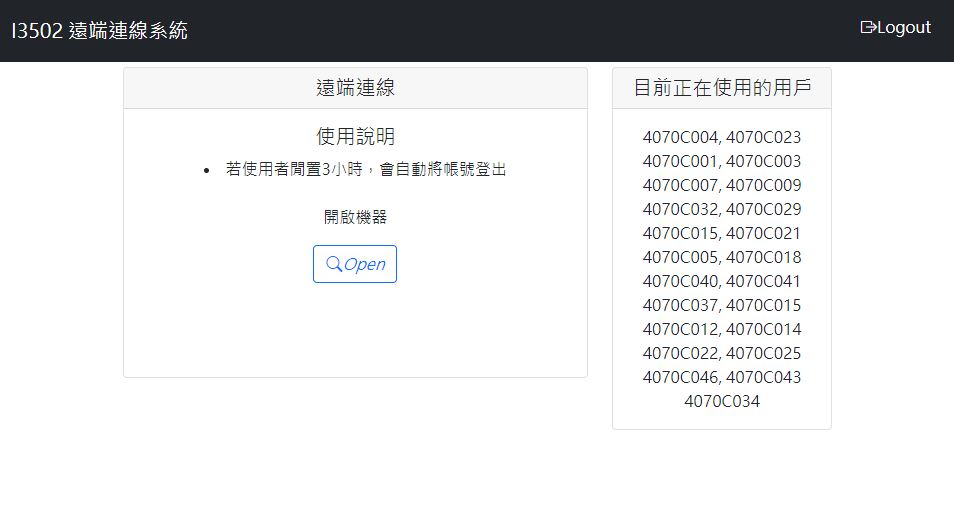 I3502 遠端連線系統
Logout
遠端連線
使用說明
若使用者閒置3小時，會自動將帳號登出
開啟機器
Open
目前正在使用的用戶
4070C004, 4070C023
4070C001, 4070C003
4070C007, 4070C009
4070C032, 4070C029
4070C015, 4070C021
4070C005, 4070C018
4070C040, 4070C041
4070C037, 4070C015
4070C012, 4070C014
4070C022, 4070C025
4070C046, 4070C043
4070C034